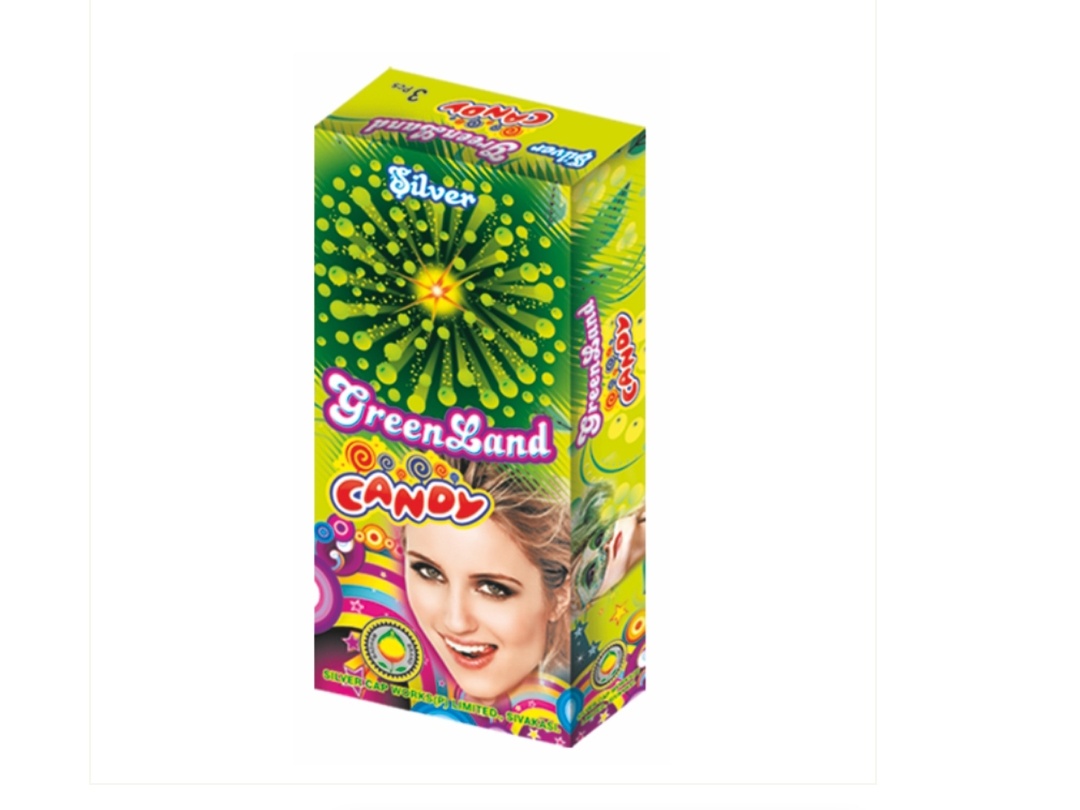 3 Pcs
CANDY
GreenLand
Silver
Silver
GreenLand
CANDY
SILVER CAP WORKS(P) LIMITED., SIVAKASI.
GreenLand
CANDY